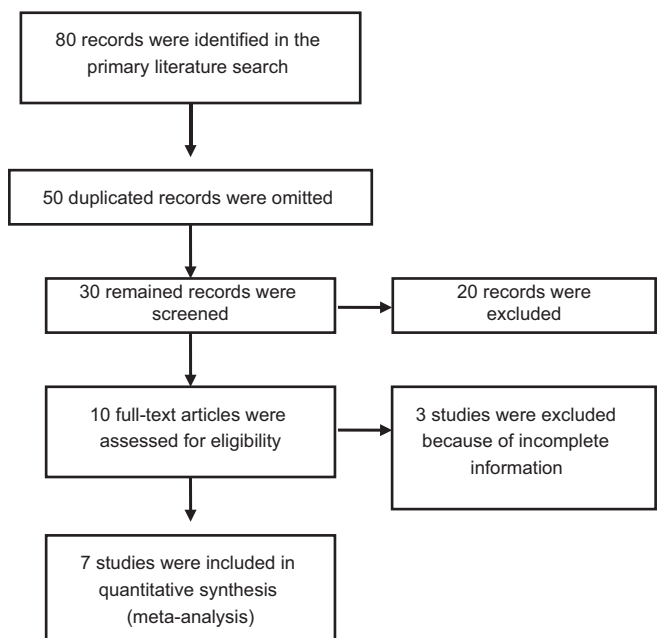 80 records were identified in the
primary literature search
50 duplicated records were omitted
30 remained records were
screened
20 records were
excluded
10 full-text articles were
assessed for eligibility
3 studies were excluded
because of incomplete
information
7 studies were included in
quantitative synthesis
(meta-analysis)